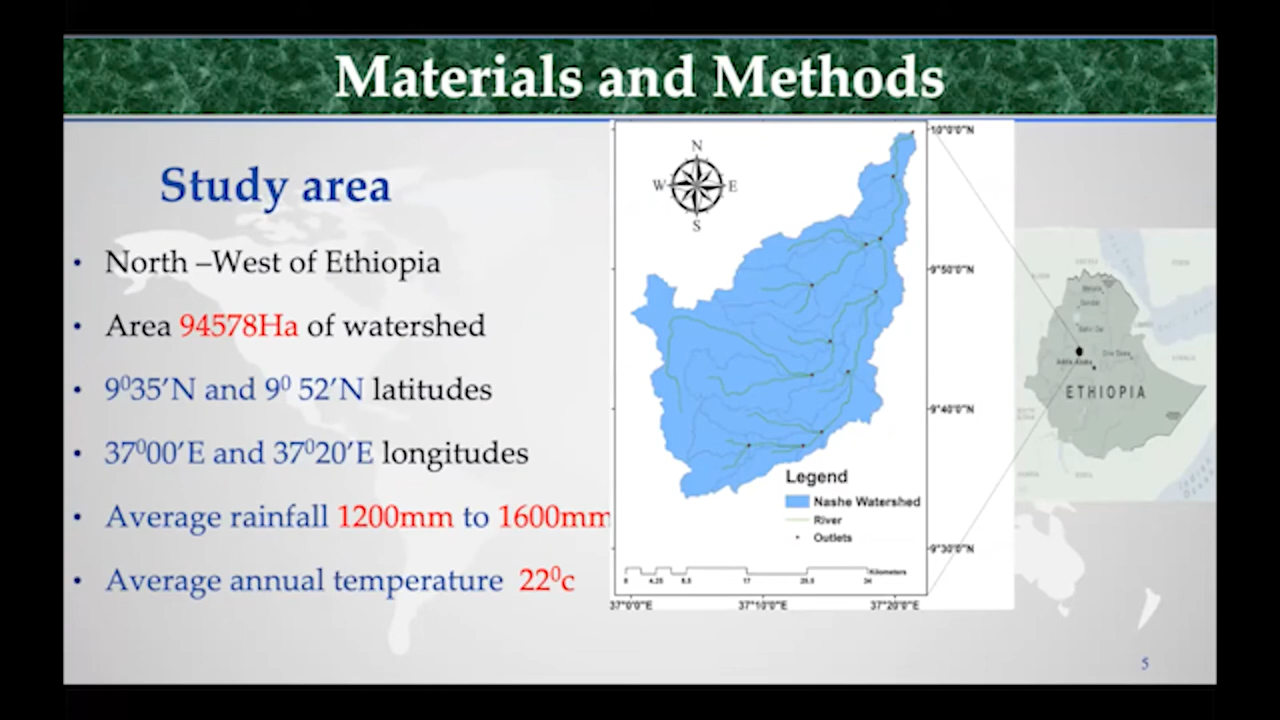 Materials and Methods
Study area
• North –West of Ethiopia
• Area 94578Ha of watershed
• 9⁰35’N and 9⁰ 52’N latitudes
• 37⁰00’E and 37⁰20’E longitudes
• Average rainfall 1200mm to 1600mm
• Average annual temperature 22⁰c
N
W E
S
10°0'0"N
9°50'0"N
9°40'0"N
9°30'0"N
Legend
Nashe Watershed
River
Outlets
0 4.25 8.5 17 25.5 34
Kilometers
37°0'0"E 37°10'0"E 37°20'0"E
ETHIOPIA
5